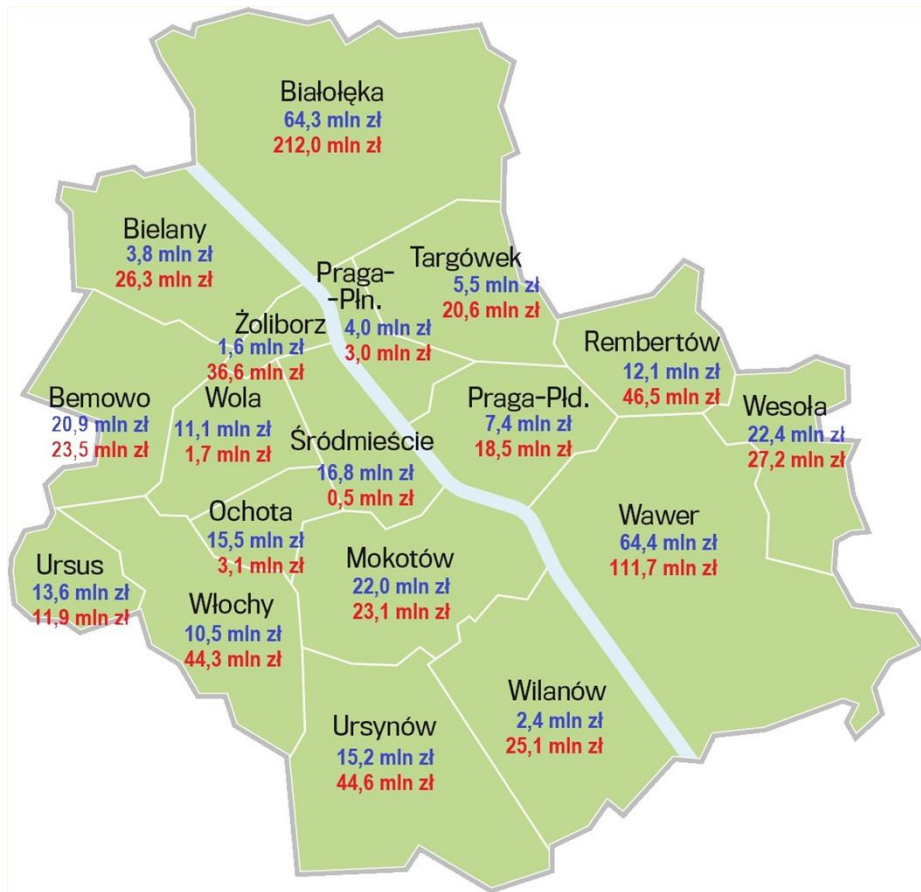 Białołęka
64,3 mln zł
212,0 mln zł
Bielany
3,8 mln zł
26,3 mln zł
Targówek
5,5 mln zł
20,6 mln zł
Praga-
-Płn.
4,0 mln zł
3,0 mln zł
Żoliborz
1,6 mln zł
36,6 mln zł
Rembertów
12,1 mln zł
46,5 mln zł
Bemowo
20,9 mln zł
23,5 mln zł
Wola
11,1 mln zł
1,7 mln zł
Praga-Płd.
7,4 mln zł
18,5 mln zł
Wesoła
22,4 mln zł
27,2 mln zł
Śródmieście
16,8 mln zł
0,5 mln zł
Ochota
15,5 mln zł
3,1 mln zł
Wawer
64,4 mln zł
111,7 mln zł
Ursus
13,6 mln zł
11,9 mln zł
Mokotów
22,0 mln zł
23,1 mln zł
Włochy
10,5 mln zł
44,3 mln zł
Wilanów
2,4 mln zł
25,1 mln zł
Ursynów
15,2 mln zł
44,6 mln zł